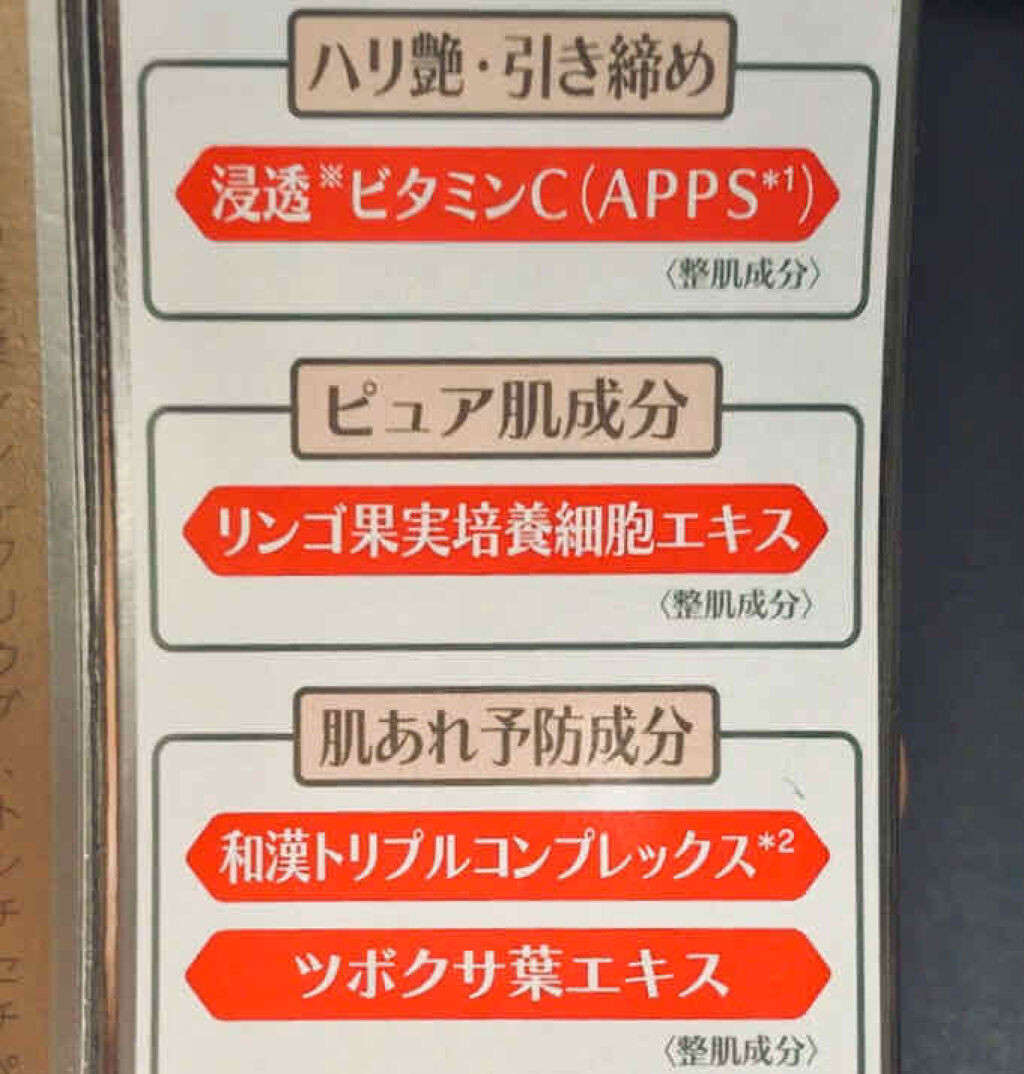 ハリ艶・引き締め
浸透※ビタミンC(APPS*1)
〈整肌成分〉
ピュア肌成分
リンゴ果実培養細胞エキス
〈整肌成分〉
肌あれ予防成分
和漢トリプルコンプレックス*2
ツボクサ葉エキス
〈整肌成分〉